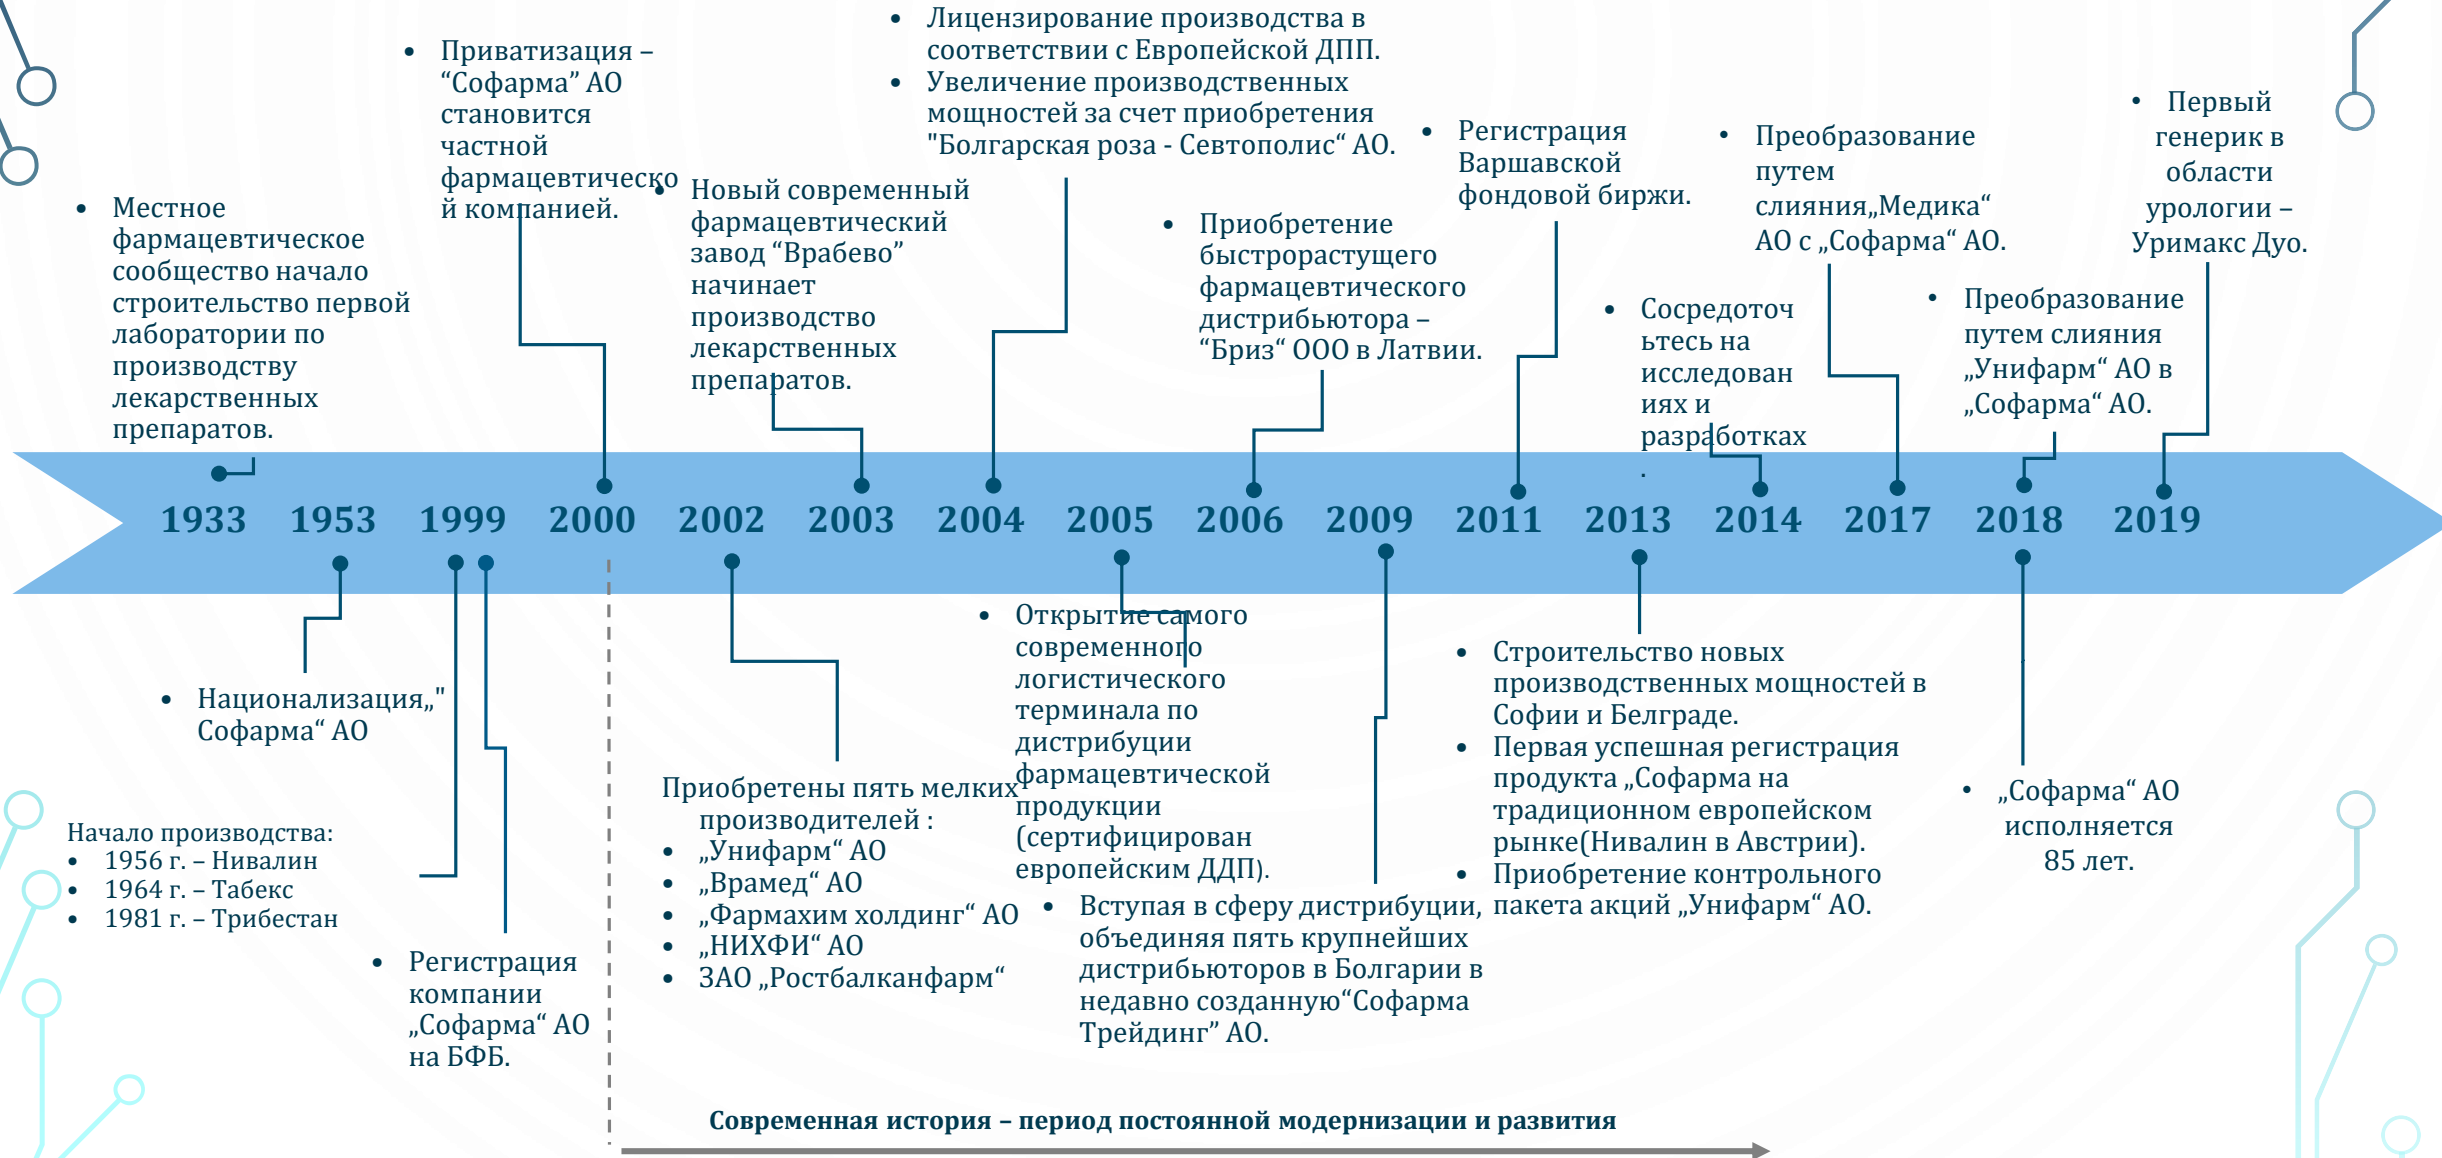 Местное
фармацевтическое
сообщество начало
строительство первой
лаборатории по
производству
лекарственных
препаратов.
Приватизация –
“Софарма” АО
становится
частной
фармацевтическо
й компанией.
Новый современный
фармацевтический
завод “Врабево”
начинает
производство
лекарственных
препаратов.
Лицензирование производства в
соответствии с Европейской ДПП.
Увеличение производственных
мощностей за счет приобретения
"Болгарская роза - Севтополис“ АО.
Приобретение
быстрорастущего
фармацевтического
дистрибьютора –
“Бриз“ ООО в Латвии.
Регистрация
Варшавской
фондовой биржи.
Сосредоточ
ьтесь на
исследован
иях и
разработках
.
Преобразование
путем
слияния„Медика“
АО с „Софарма“ АО.
Преобразование
путем слияния
„Унифарм“ АО в
„Софарма“ АО.
Первый
генерик в
области
урологии –
Уримакс Дуо.
1933 1953 1999 2000 2002 2003 2004 2005 2006 2009 2011 2013 2014 2017 2018 2019
Национализация„"
Софарма“ АО
Начало производства:
1956 г. – Нивалин
1964 г. – Табекс
1981 г. – Трибестан
Регистрация
компании
„Софарма“ АО
на БФБ.
Приобретены пять мелких
производителей :
„Унифарм“ АО
„Врамед“ АО
„Фармахим холдинг“ АО
„НИХФИ“ АО
ЗАО „Ростбалканфарм“
Открытие самого
современного
логистического
терминала по
дистрибуции
фармацевтической
продукции
(сертифицирован
европейским ДДП).
Вступая в сферу дистрибуции,
объединяя пять крупнейших
дистрибьюторов в Болгарии в
недавно созданную“Софарма
Трейдинг” АО.
Строительство новых
производственных мощностей в
Софии и Белграде.
Первая успешная регистрация
продукта „Софарма на
традиционном европейском
рынке(Нивалин в Австрии).
Приобретение контрольного
пакета акций „Унифарм“ АО.
„Софарма“ АО
исполняется
85 лет.
Современная история – период постоянной модернизации и развития